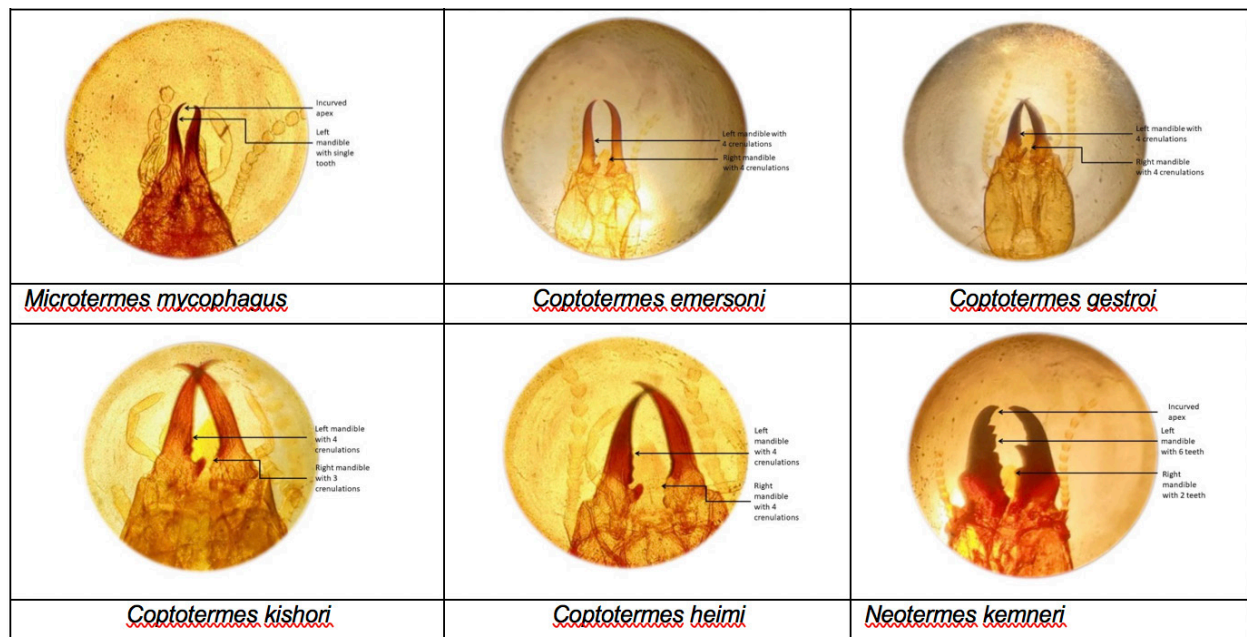 Incurved
apex
Left
mandible
with single
tooth
Left mandible with
4 crenulations
Right mandible
with 4 crenulations
Left mandible with
4 crenulations
Right mandible
with 4 crenulations
Microtermes mycophagus
Coptotermes emersoni
Coptotermes gestroi
Left mandible
with 4
crenulations
Right mandible
with 3
crenulations
Left
mandible
with 4
crenulations
Right
mandible
with 4
crenulations
Incurved
apex
Left
mandible
with 6 teeth
Right
mandible
with 2 teeth
Coptotermes kishori
Coptotermes heimi
Neotermes kemneri